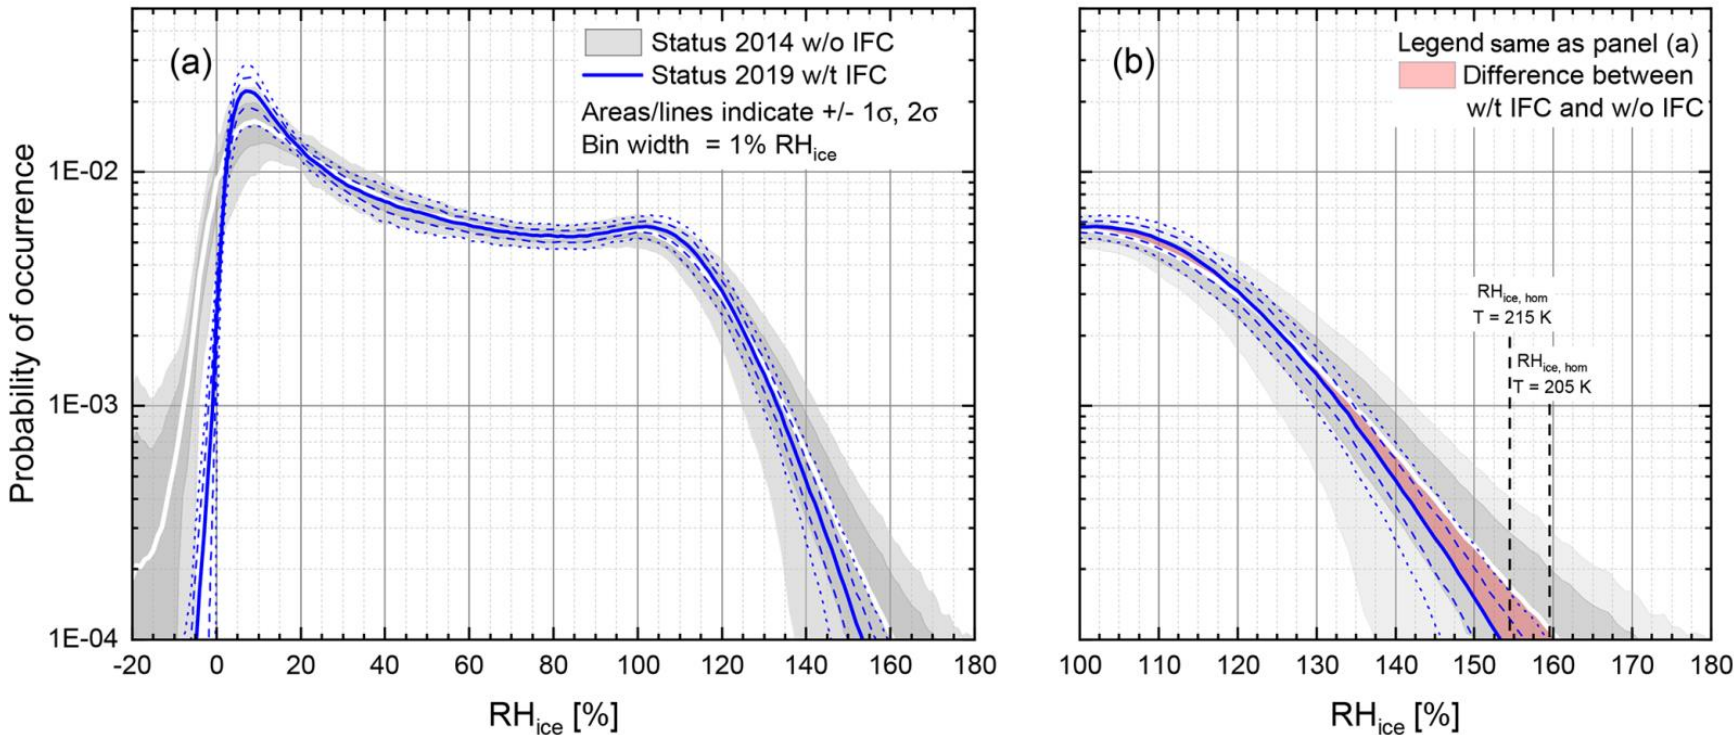 (a)
Status 2014 w/o IFC
Status 2019 w/t IFC
Areas/lines indicate +/- 1σ, 2σ
Bin width = 1% RHice
Probability of occurrence
1E-02
1E-03
1E-04
-20 0 20 40 60 80 100 120 140 160 180
RHice [%]
(b)
Legend same as panel (a)
Difference between
w/t IFC and w/o IFC
RHice, hom
T = 215 K
RHice, hom
T = 205 K
100 110 120 130 140 150 160 170 180
RHice [%]